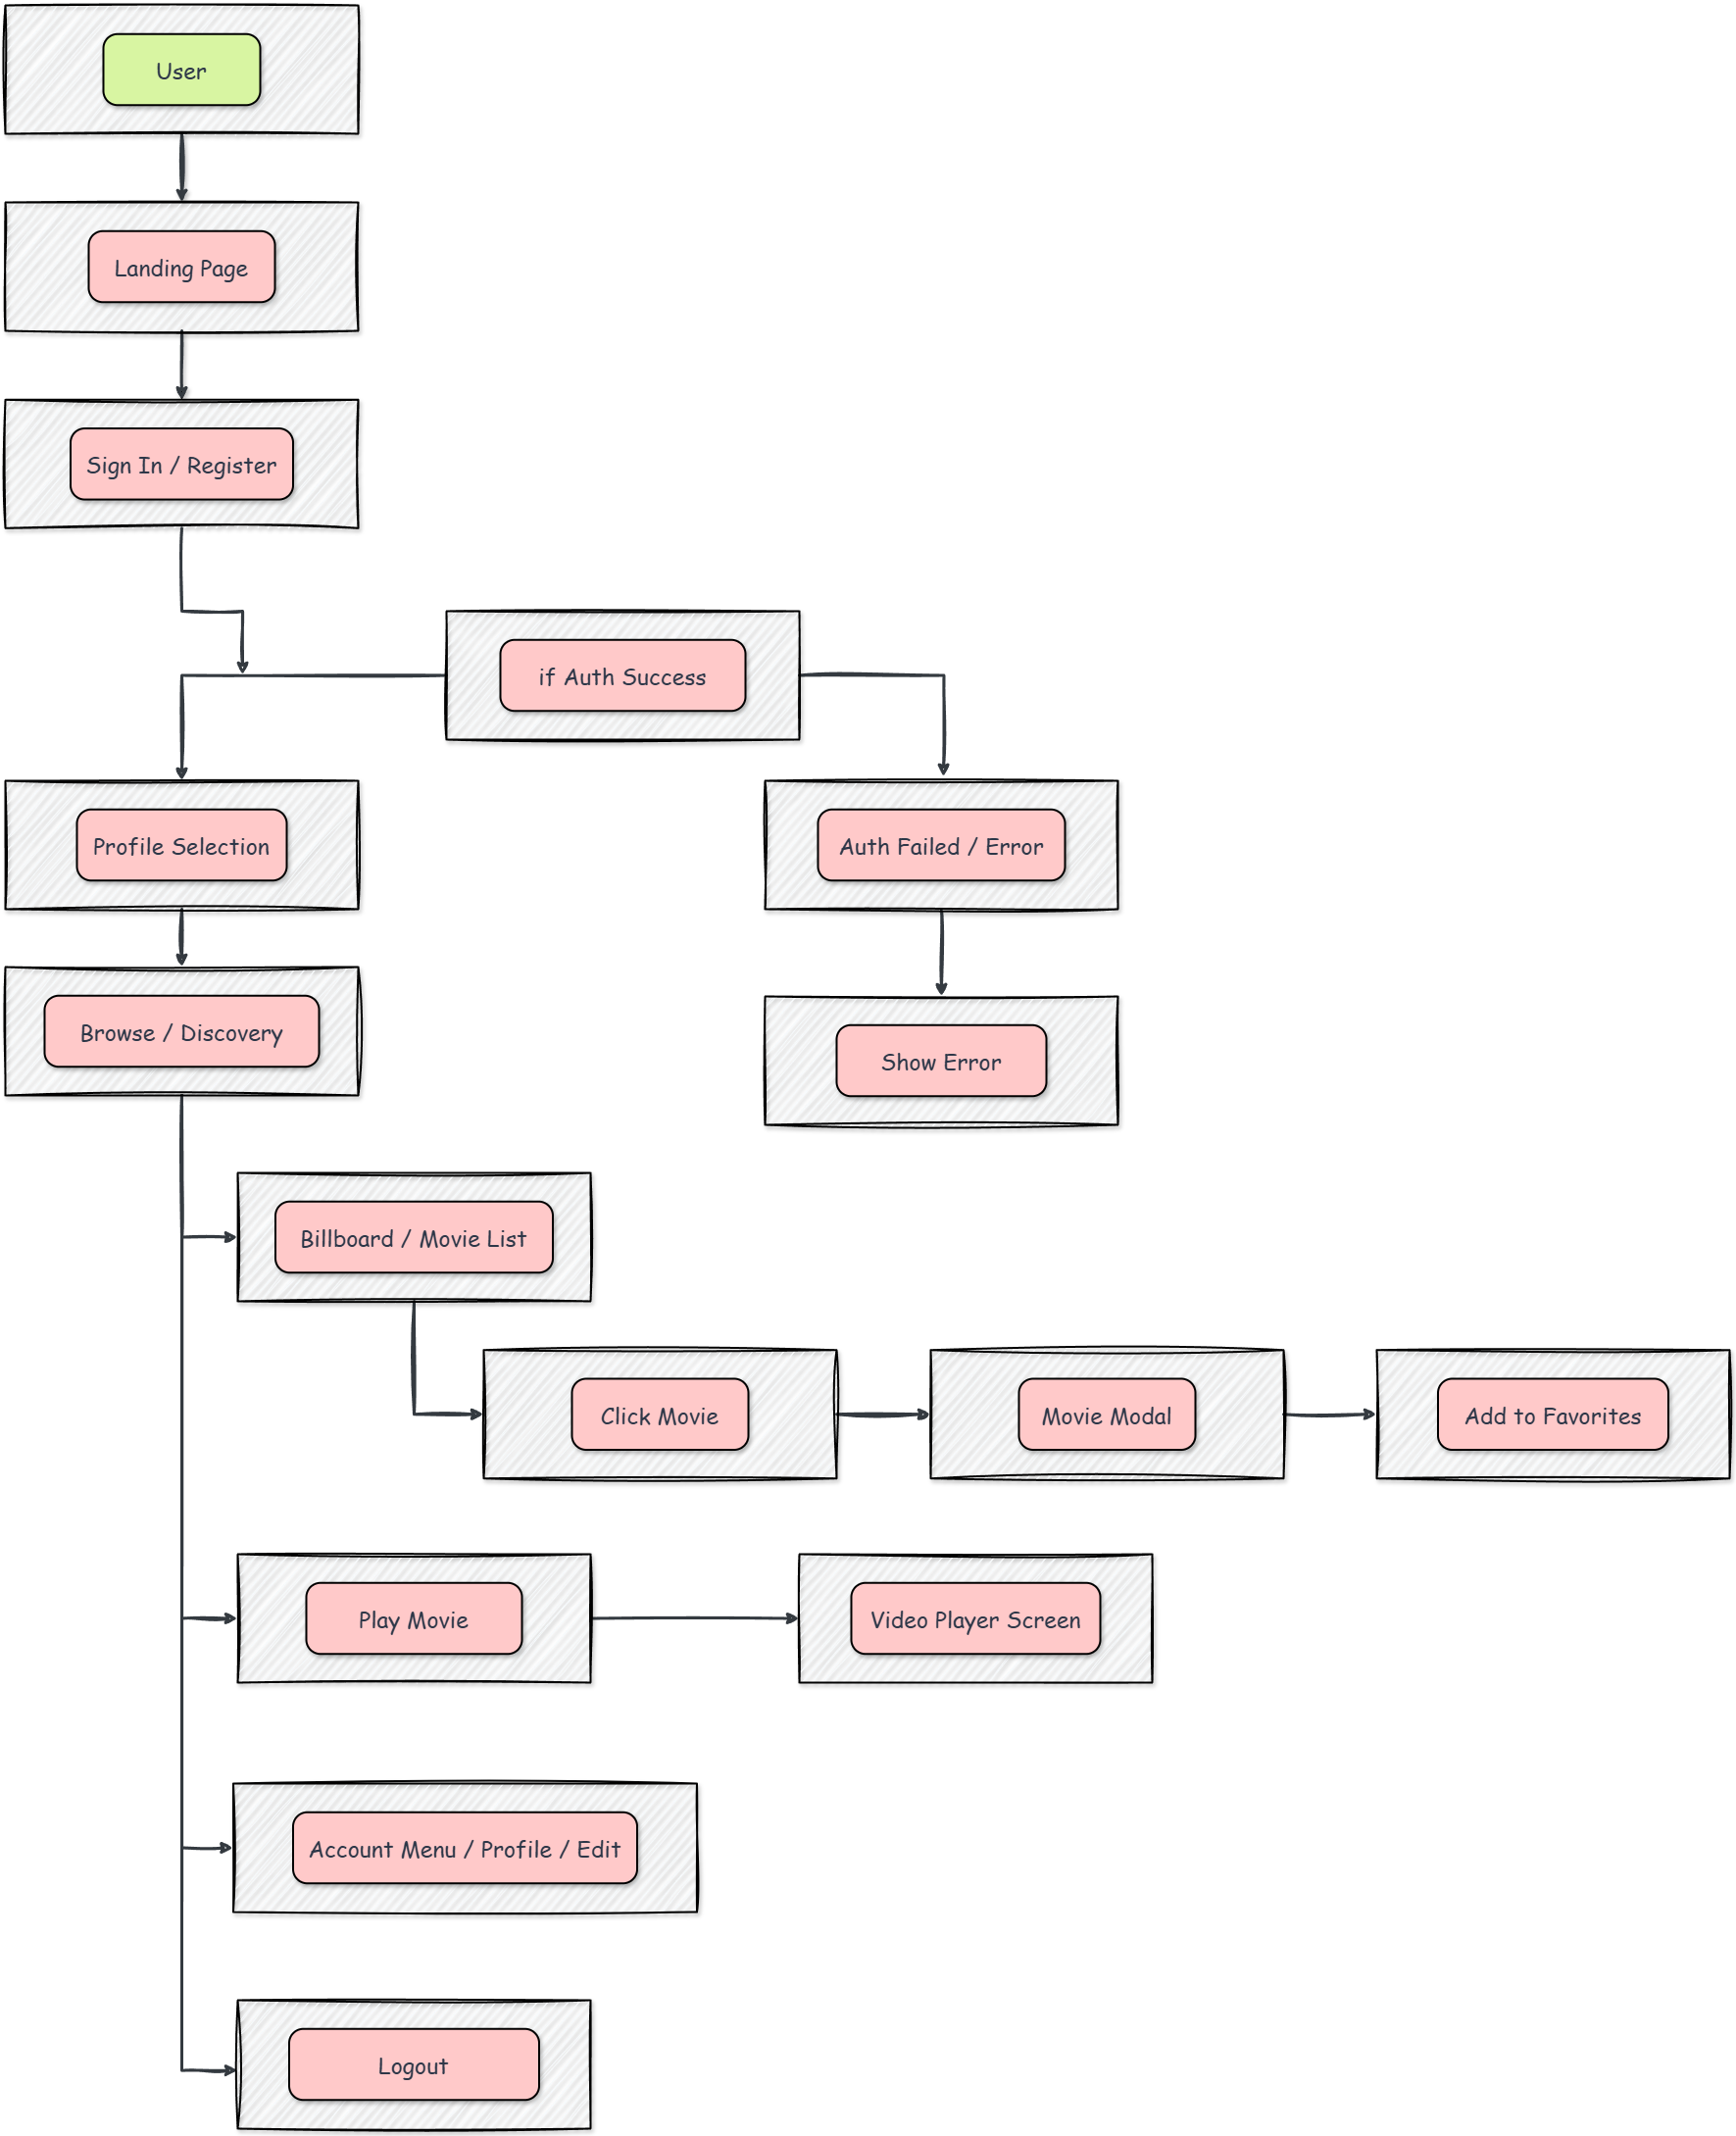 User
Landing Page
Sign In / Register
if Auth Success
Profile Selection
Auth Failed / Error
Browse / Discovery
Show Error
Billboard / Movie List
Click Movie
Movie Modal
Add to Favorites
Play Movie
Video Player Screen
Account Menu / Profile / Edit
Logout